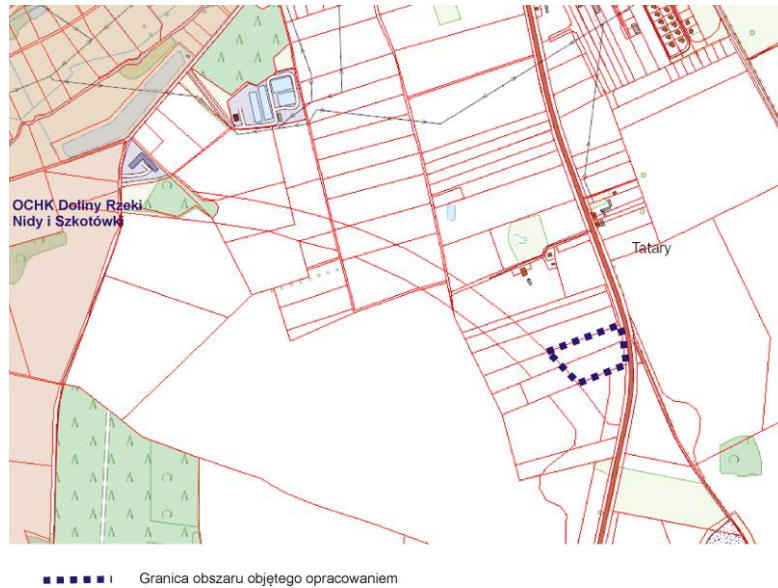 OCHK Doliny Rzeki
Nidy i Szkotówki
Tatary
Granica obszaru objętego opracowaniem